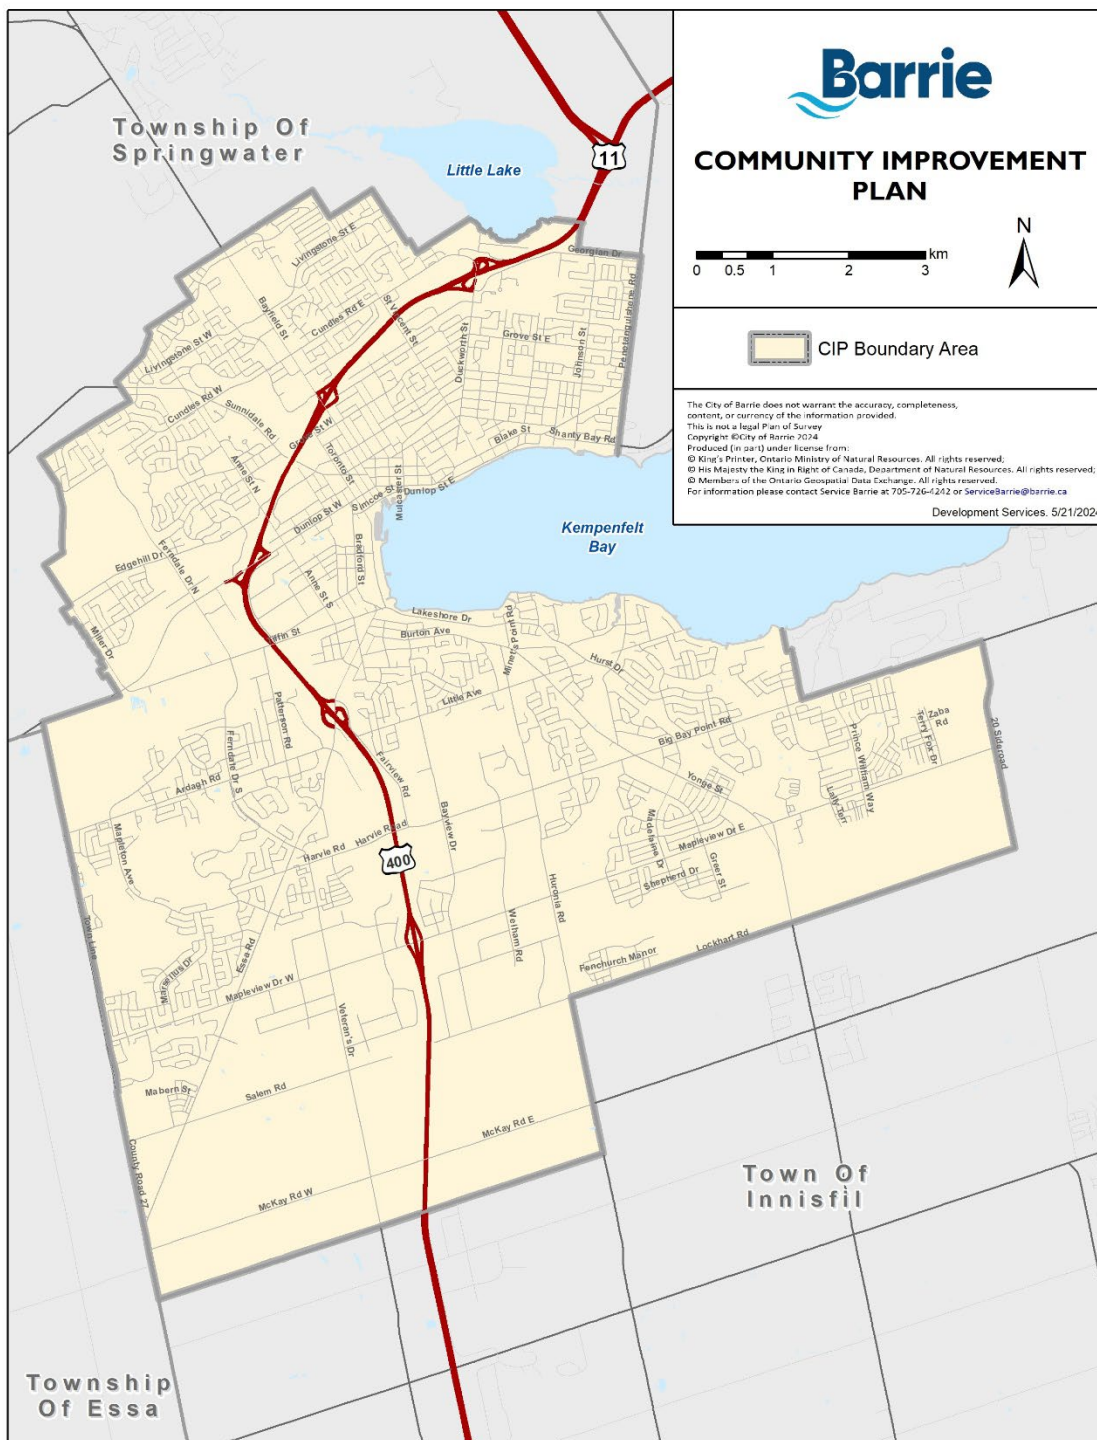 Barrie
COMMUNITY IMPROVEMENT
PLAN
N
km
0 0.5 1 2 3
CIP Boundary Area
The City of Barrie does not warrant the accuracy, completeness,
content, or currency of the information provided.
This is not a legal Plan of Survey
Copyright ©City of Barrie 2024
Produced (in part) under license from:
© King's Printer, Ontario Ministry of Natural Resources. All rights reserved;
© His Majesty the King in Right of Canada, Department of Natural Resources. All rights reserved;
© Members of the Ontario Geospatial Data Exchange. All rights reserved.
For information please contact Service Barrie at 705-726-4242 or ServiceBarrie@barrie.ca
Development Services. 5/21/2024
Township Of
Springwater
Little Lake
11
Georgian Dr
Livingstone St E
Bayfield St
Cundles Rd E
St Vincent St
Duckworth St
Grove St E
Johnson St
Penetanguishene Rd
Livingstone St W
Cundles Rd W
Sunnidale Rd
Grove St W
Toronto St
Anne St N
Blake St
Shanty Bay Rd
Mulcaster St
Dunlop St E
Simcoe St
Dunlop St W
Kempenfelt
Bay
Bradford St
Edgehill Dr
Ferndale Dr N
Anne St S
Lakeshore Dr
Burton Ave
Minet's Point Rd
Tiffin St
Miller Dr
Hurst Dr
Little Ave
Patterson Rd
Big Bay Point Rd
Zaba
Rd
Terry Fox Dr
Prince William Way
20 Sideroad
Ferndale Dr S
Fairview Rd
Ardagh Rd
Yonge St
Lally Terr
Bayview Dr
Madelaine Dr
Mapleview Dr E
Mapleton Ave
Harvie Rd
Harvie Road
400
Greer St
Shepherd Dr
Huronia Rd
Welham Rd
Lockhart Rd
Town Line
Essa Rd
Fenchurch Manor
Marsellus Dr
Mapleview Dr W
Veteran's Dr
Mabern St
Salem Rd
McKay Rd E
County Road 27
McKay Rd W
Town Of
Innisfil
Township
Of Essa